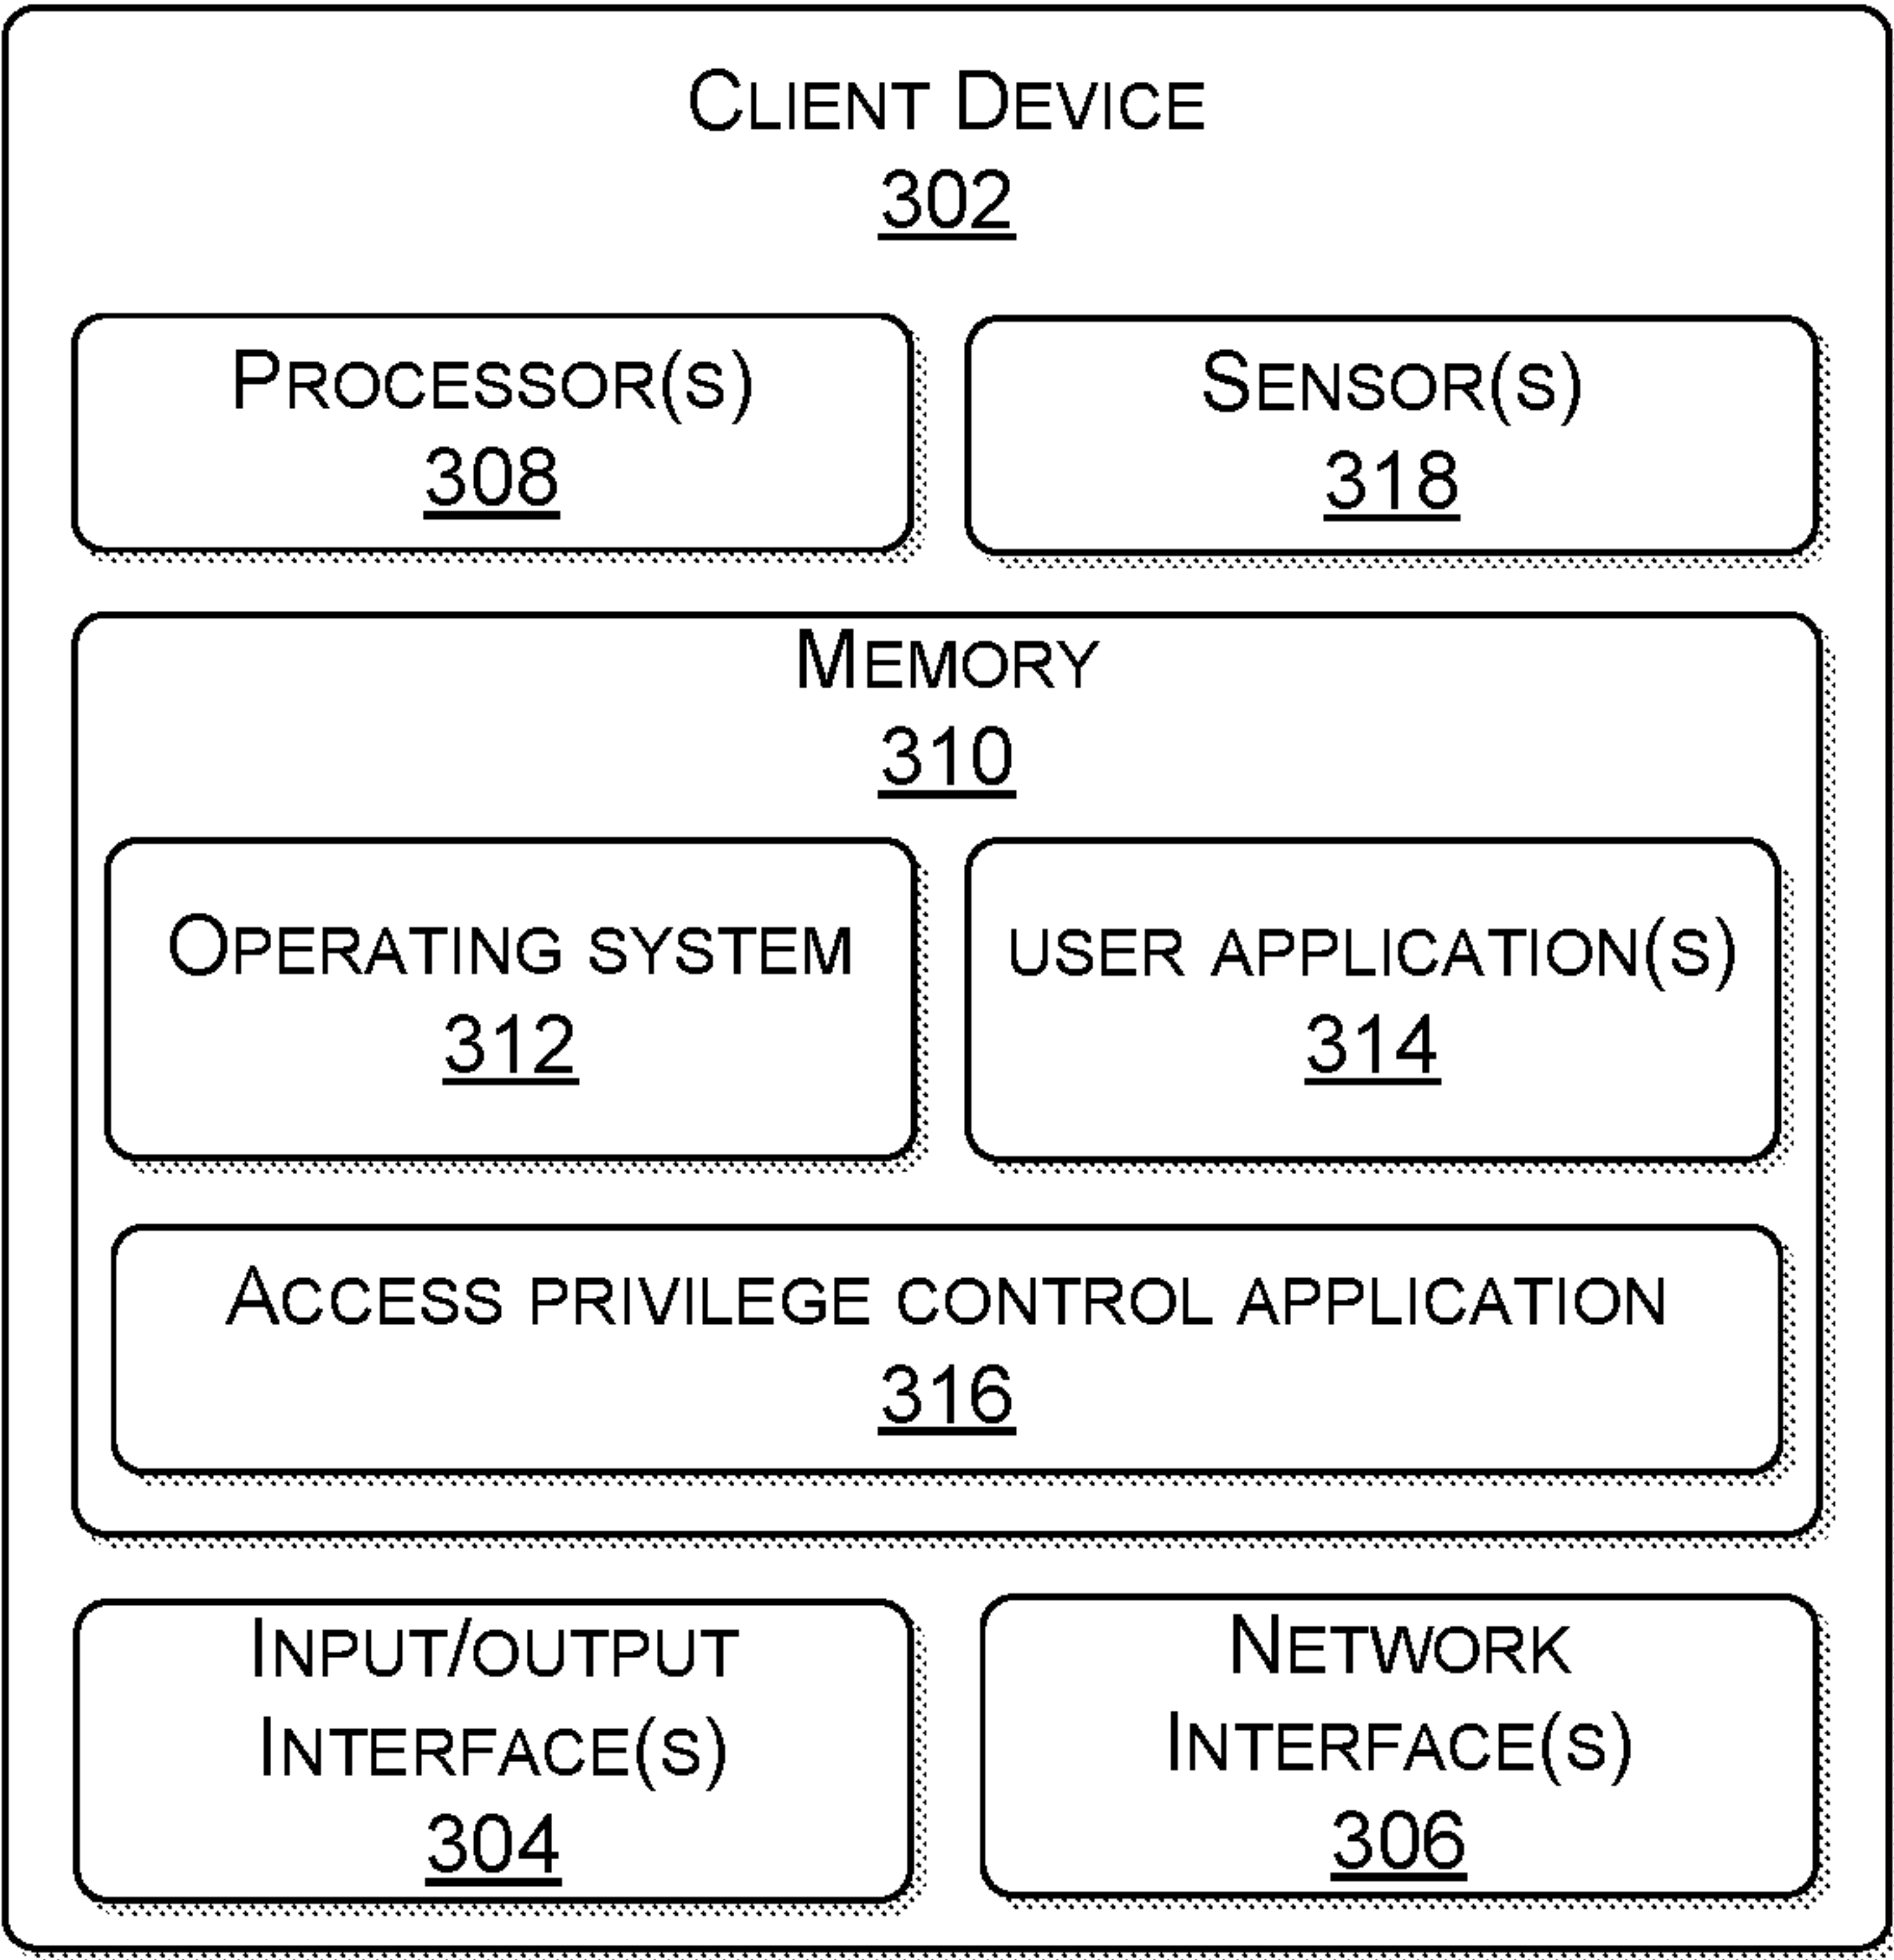 CLIENT DEVICE
302
PROCESSOR(S)
308
SENSOR(S)
318
MEMORY
310
OPERATING SYSTEM
312
USER APPLICATION(S)
314
ACCESS PRIVILEGE CONTROL APPLICATION
316
INPUT/OUTPUT
INTERFACE(S)
304
NETWORK
INTERFACE(S)
306